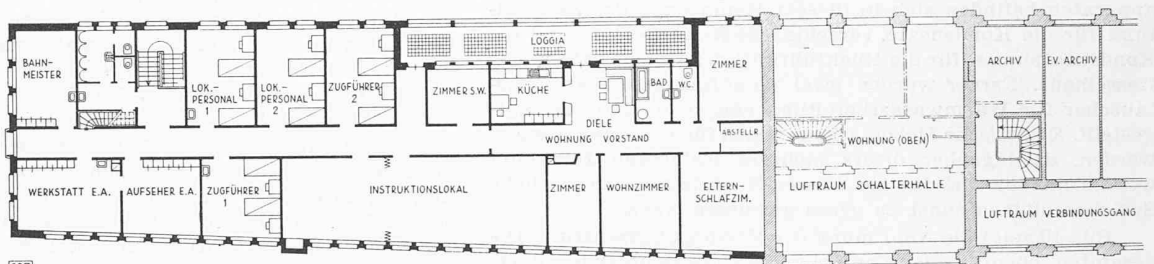 BAHN-
MEISTER
LOK.-
PERSONAL
1
LOK.-
PERSONAL
2
ZUGFÜHRER
2
LOGGIA
ZIMMER S.W.
KÜCHE
BAD
W.C.
ZIMMER
ARCHIV
EV. ARCHIV
DIELE
WOHNUNG VORSTAND
ABSTELLR
WOHNUNG (OBEN)
WERKSTATT E.A.
AUFSEHER E.A.
ZUGFÜHRER
1
INSTRUKTIONSLOKAL
ZIMMER
WOHNZIMMER
ELTERN-
SCHLAFZIM.
LUFTRAUM SCHALTERHALLE
LUFTRAUM VERBINDUNGSGANG